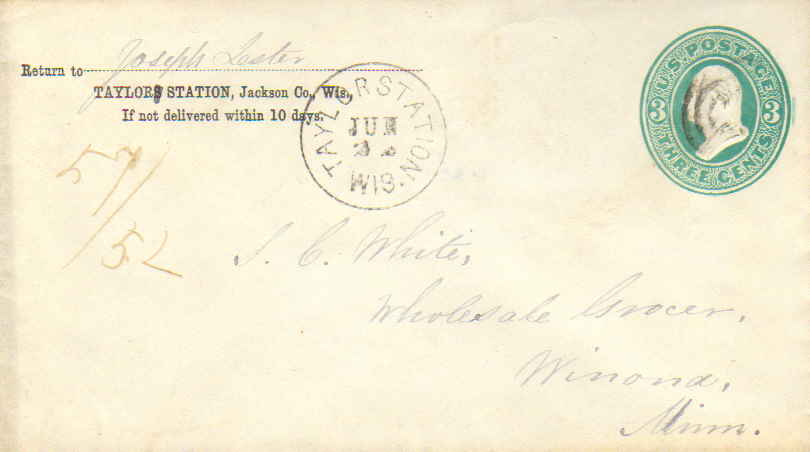 Joseph Lester
Return to
TAYLORS STATION, Jackson Co., Wis.,
If not delivered within 10 days.
TAYLOR STATION
JUN
WIS.
U.S. POSTAGE
3 3
THREE CENTS
57/52
S. C. White,
Wholesale Grocer,
Winona,
Minn.